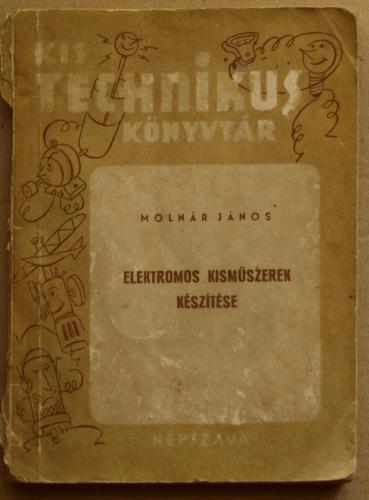 KIS
TECHNIKUS
KÖNYVTÁR
MOLNÁR JÁNOS
ELEKTROMOS KISMŰSZEREK
KÉSZÍTÉSE
NÉPSZAVA